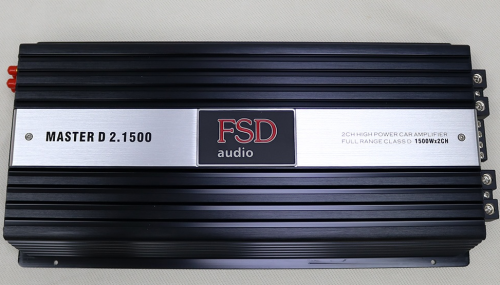 MASTER D 2.1500
FSD
audio
2CH HIGH POWER CAR AMPLIFIER
FULL RANGE CLASS D 1500Wx2CH